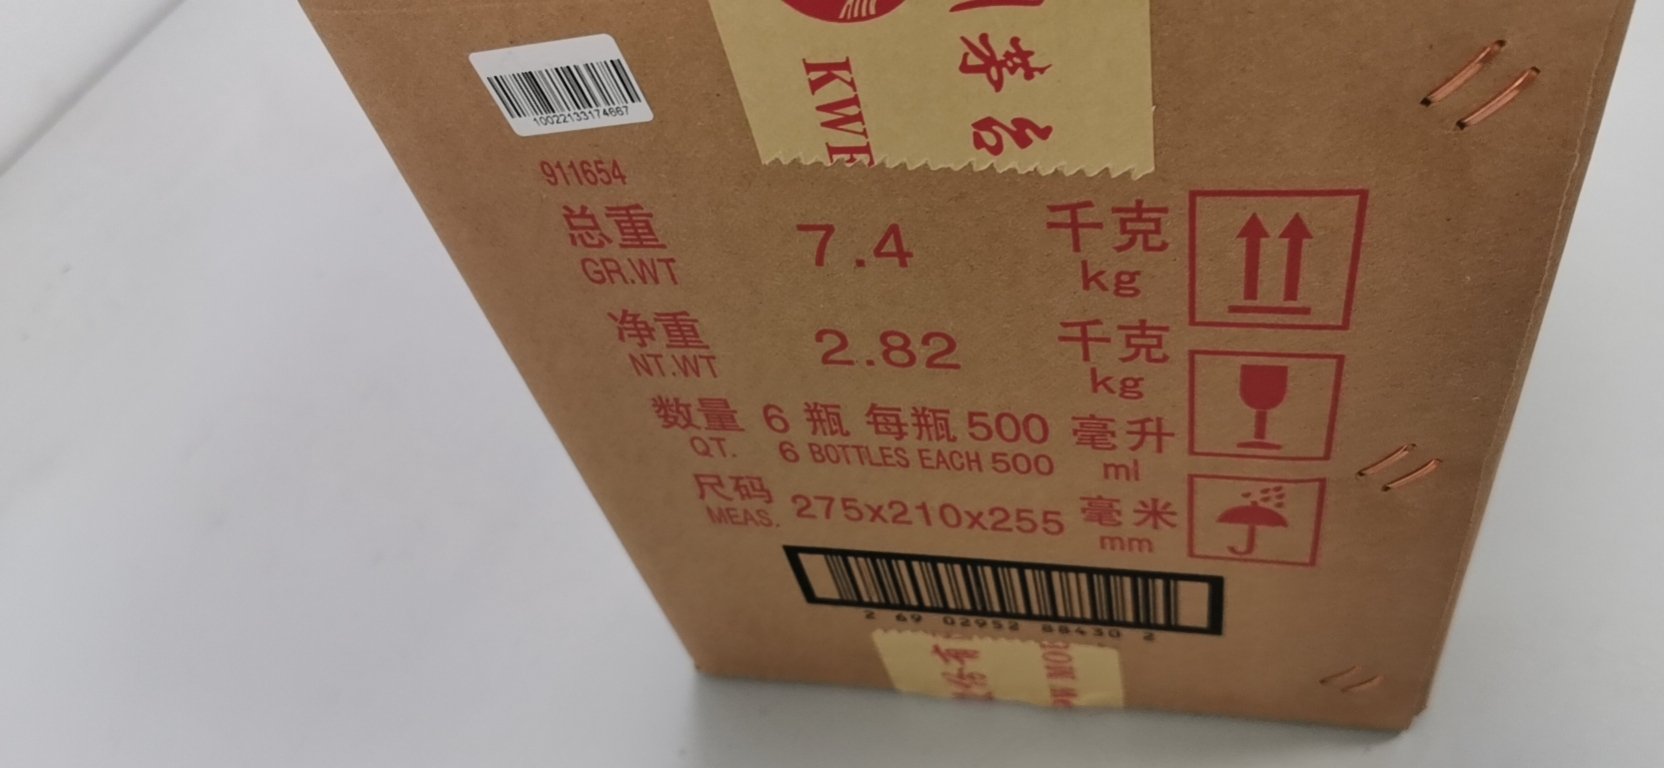 10022133174667
KWE
茅台
911654
总重 7.4 千克
GR.WT kg
净重 2.82 千克
NT.WT kg
数量 6 瓶 每瓶 500 毫升
QT. 6 BOTTLES EACH 500 ml
尺码 275x210x255 毫米
MEAS. mm
2 69 02952 88430 2